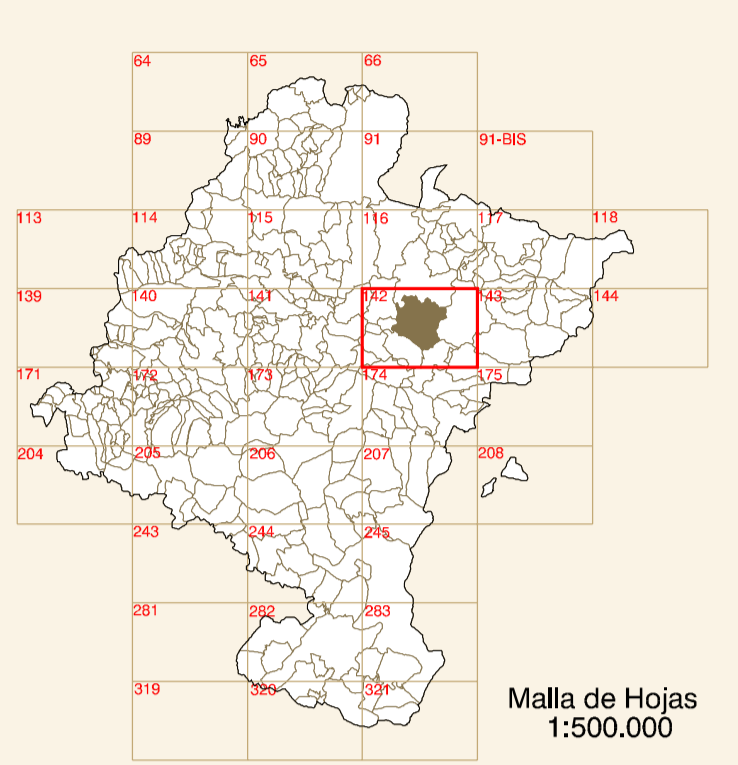 64 65 66
89 90 91 91-BIS
113 114 115 116 117 118
139 140 141 142 143 144
171 172 173 174 175
204 205 206 207 208
243 244 245
281 282 283
319 320 321
Malla de Hojas
1:500.000